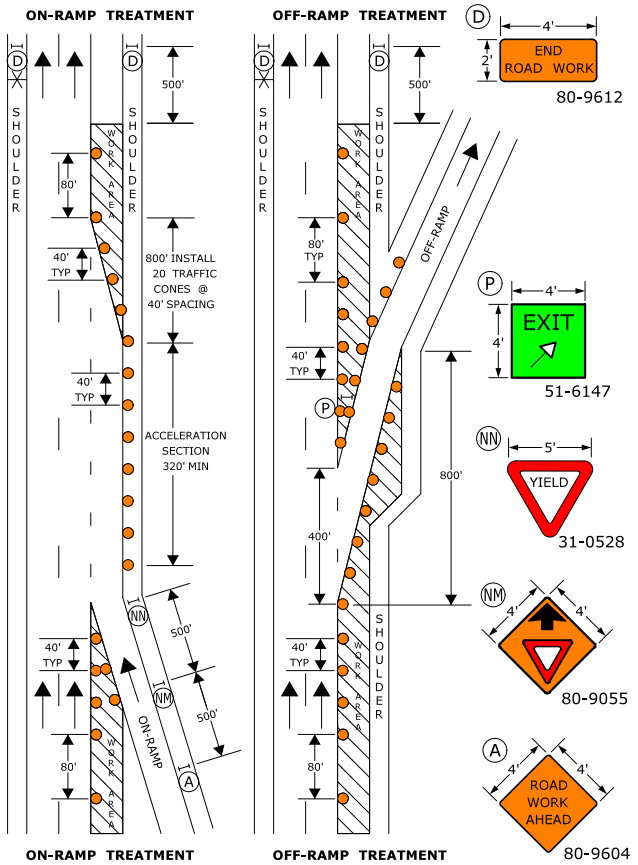 ON-RAMP TREATMENT
D
D
500'
SHOULDER
SHOULDER
WORK AREA
80'
40'
TYP
800' INSTALL
20 TRAFFIC
CONES @
40' SPACING
40'
TYP
ACCELERATION
SECTION
320' MIN
NN
500'
40'
TYP
NM
500'
ON-RAMP
A
80'
WORK AREA
ON-RAMP TREATMENT
OFF-RAMP TREATMENT
D
D
500'
SHOULDER
SHOULDER
WORK AREA
OFF-RAMP
80'
TYP
40'
TYP
P
800'
400'
40'
TYP
SHOULDER
WORK AREA
80'
OFF-RAMP TREATMENT
D
4'
2'
END
ROAD WORK
80-9612
P
4'
4'
EXIT
51-6147
NN
5'
YIELD
31-0528
NM
4'
4'
80-9055
A
4'
4'
ROAD
WORK
AHEAD
80-9604